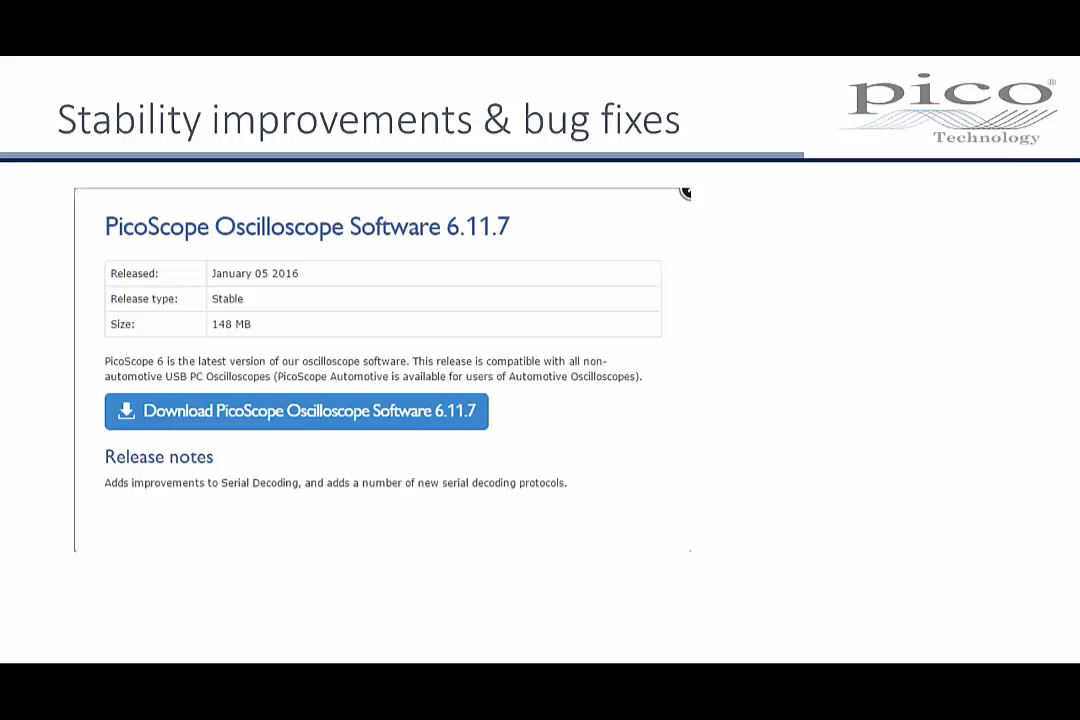 pico®
Technology
Stability improvements & bug fixes
PicoScope Oscilloscope Software 6.11.7
Released: January 05 2016
Release type: Stable
Size: 148 MB
PicoScope 6 is the latest version of our oscilloscope software. This release is compatible with all non-
automotive USB PC Oscilloscopes (PicoScope Automotive is available for users of Automotive Oscilloscopes).
Download PicoScope Oscilloscope Software 6.11.7
Release notes
Adds improvements to Serial Decoding, and adds a number of new serial decoding protocols.